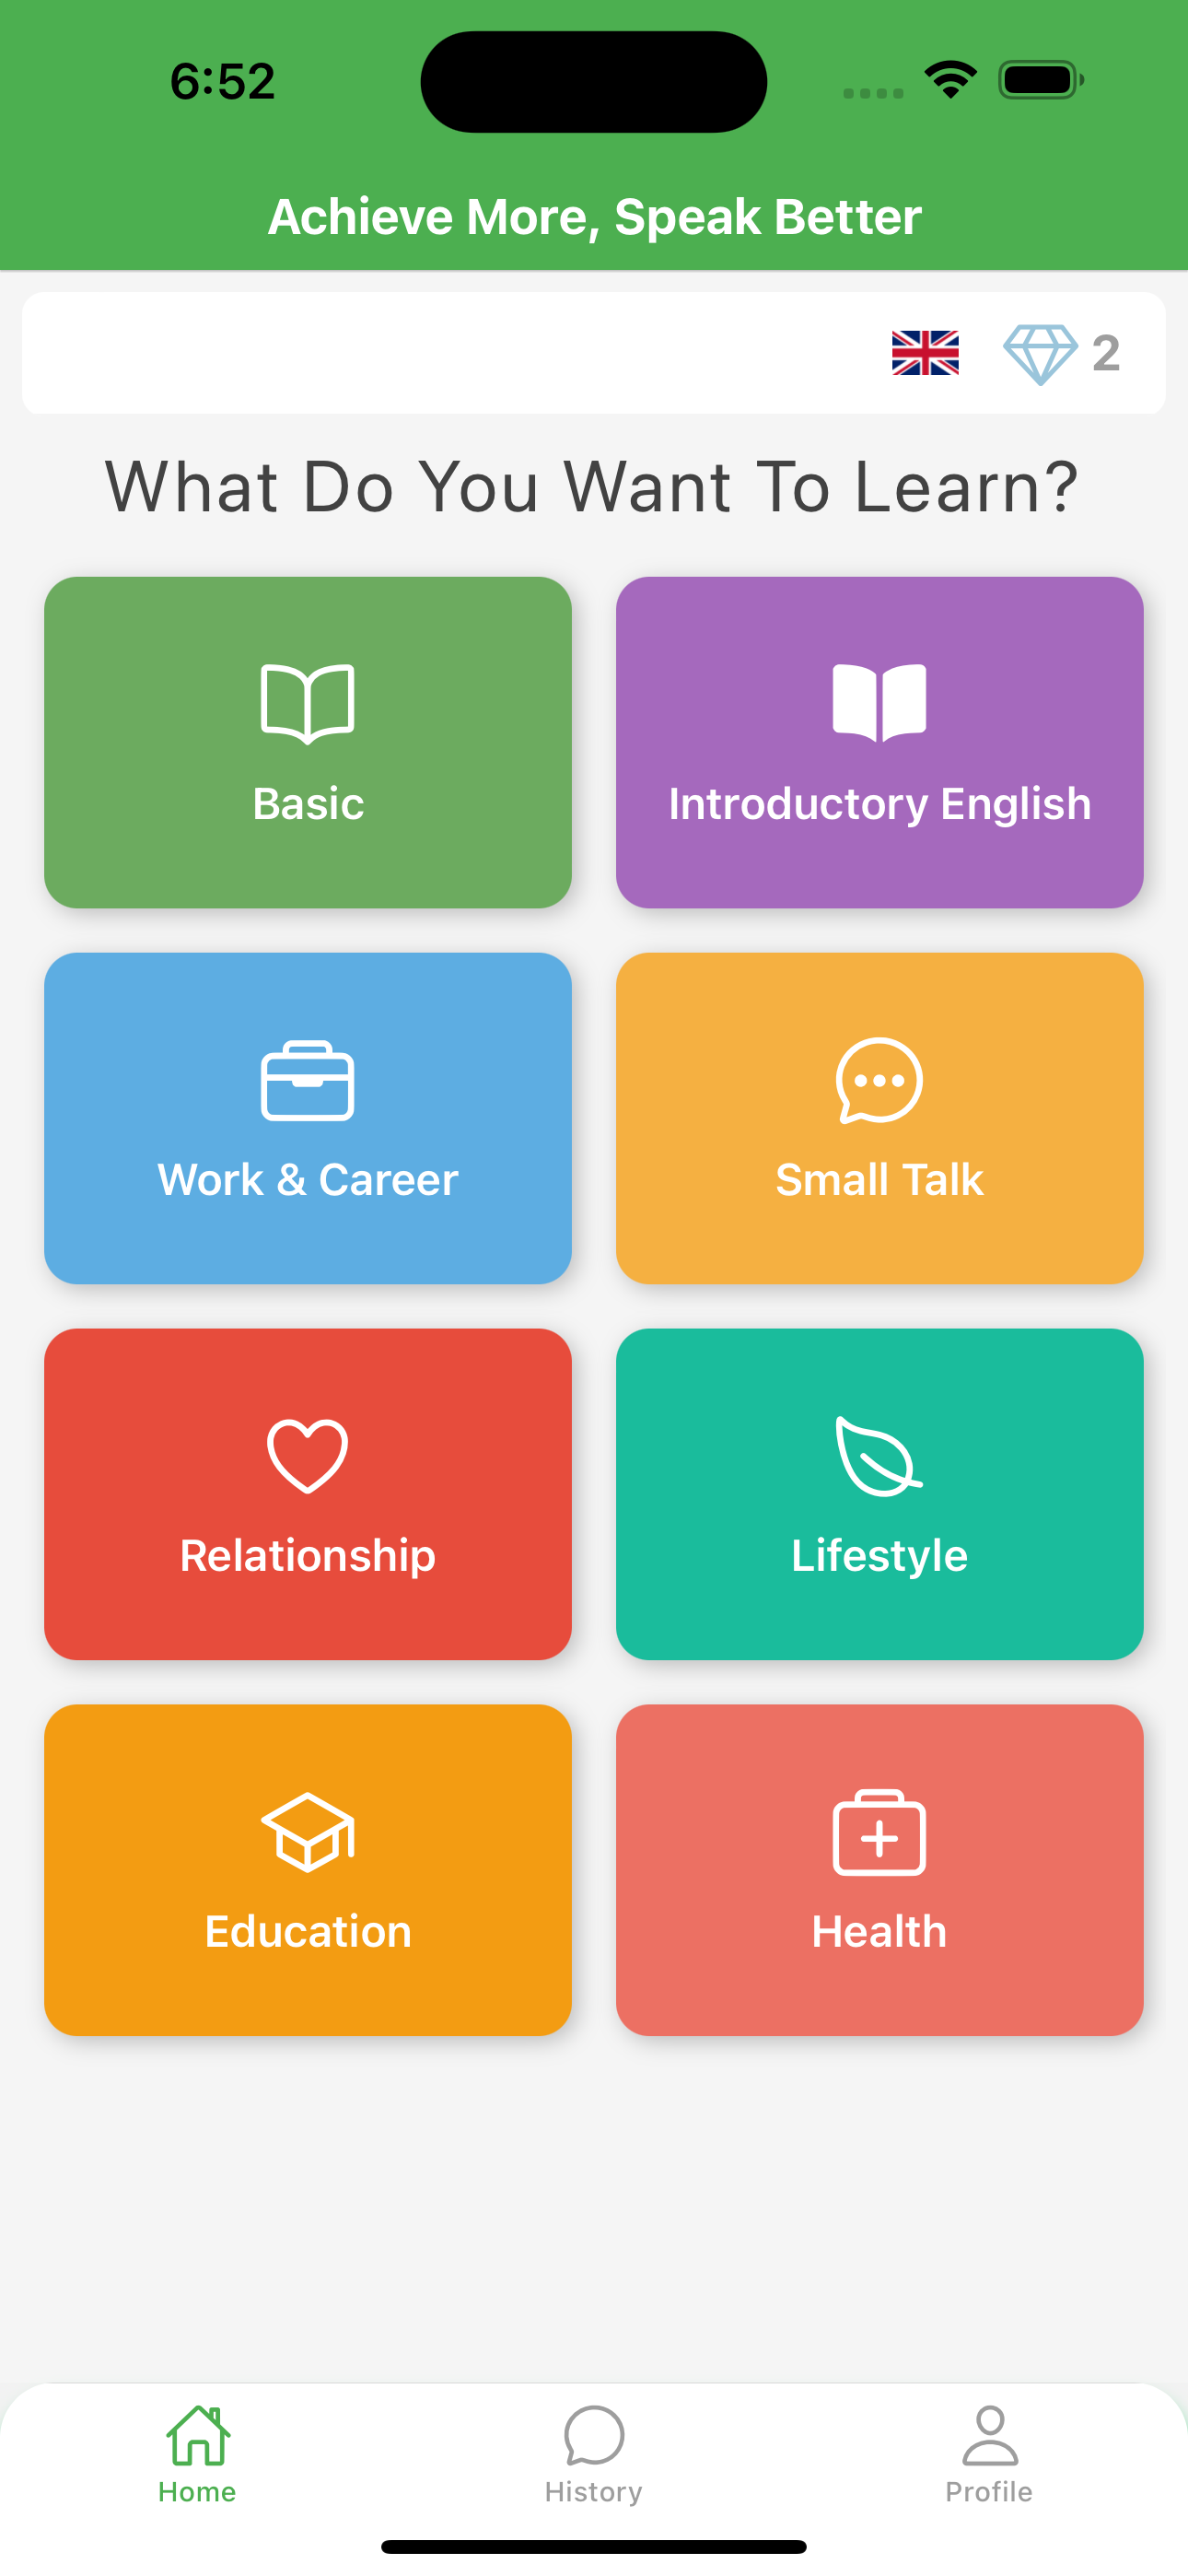 6:52
Achieve More, Speak Better
2
What Do You Want To Learn?
Basic
Introductory English
Work & Career
Small Talk
Relationship
Lifestyle
Education
Health
Home
History
Profile